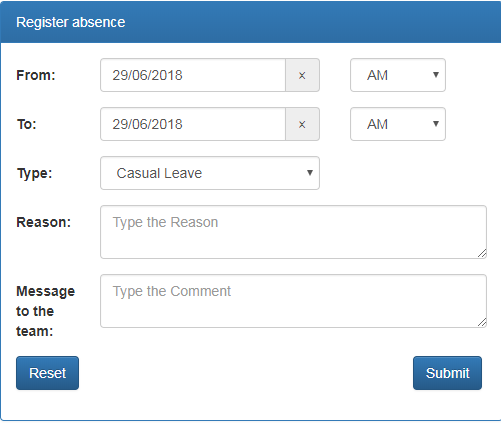 Register absence
From: 29/06/2018 × AM
To: 29/06/2018 × AM
Type: Casual Leave
Reason: Type the Reason
Message Type the Comment
to the
team:
Reset Submit